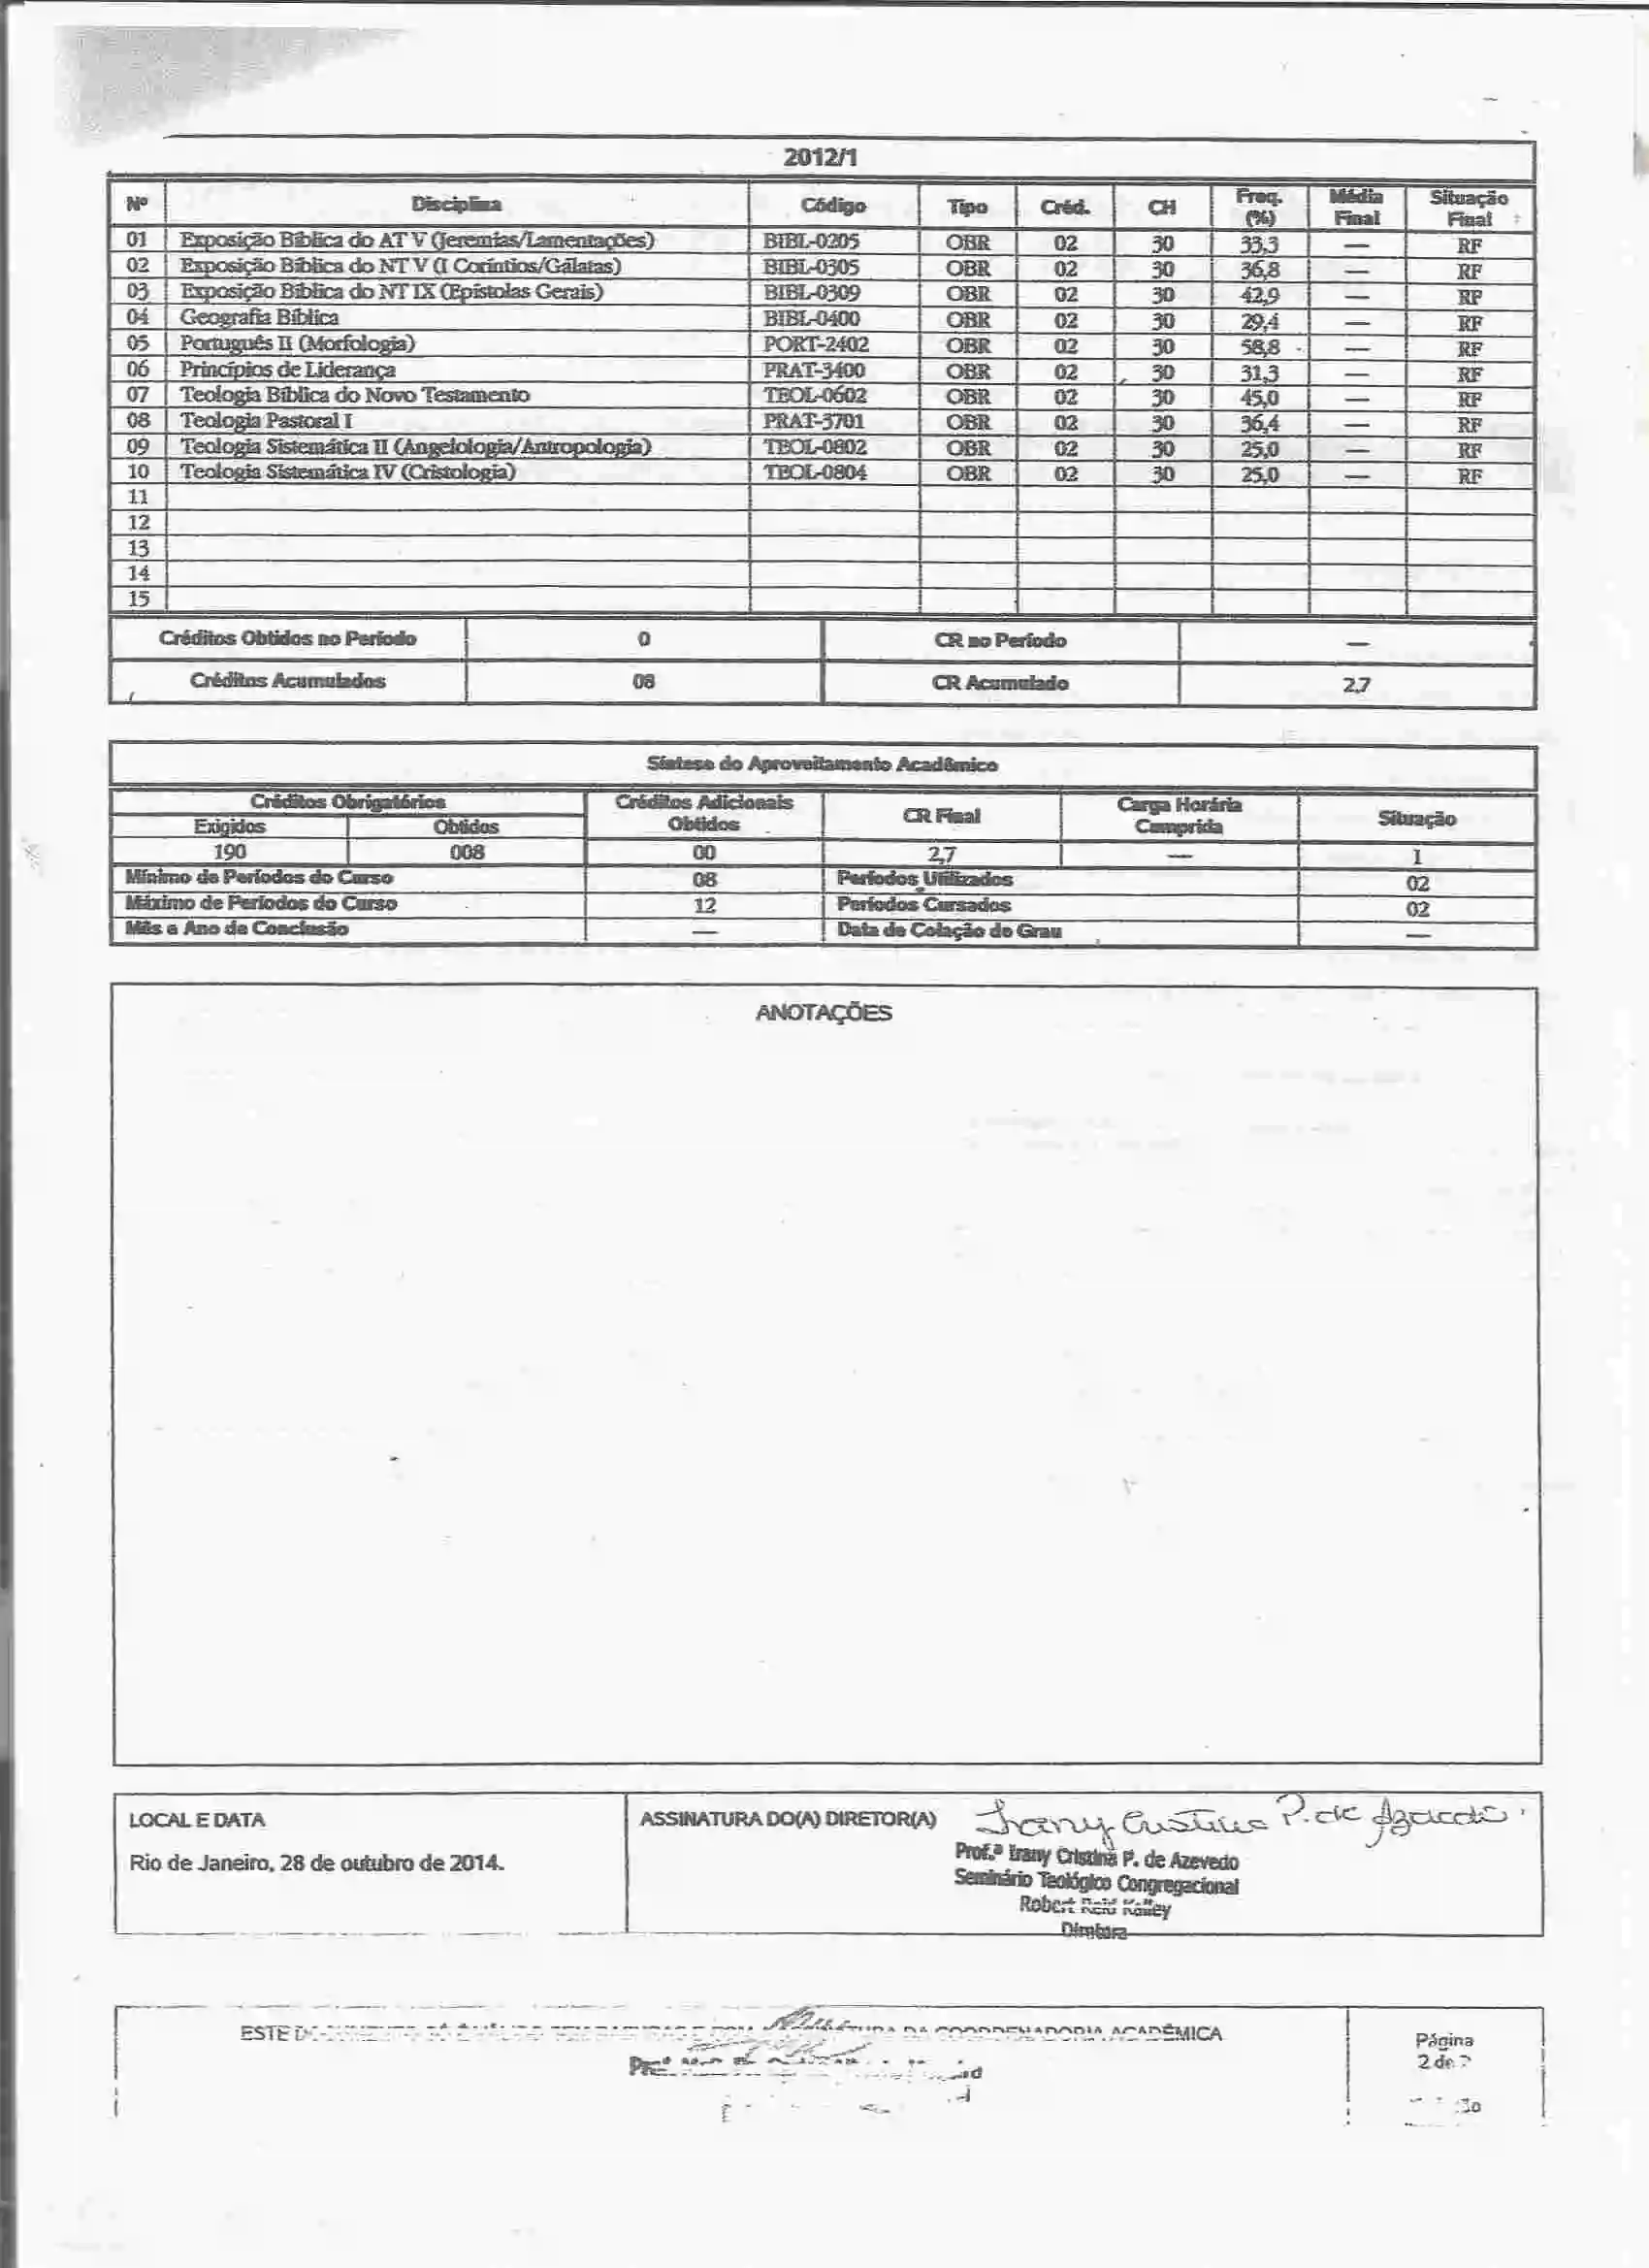 2012/1
Nº Disciplina Código Tipo Créd. CH Freq. (%) Média Final Situação Final
01 Exposição Bíblica do AT V (Jeremias/Lamentações) BIBL-0205 OBR 02 30 33,3 — RF
02 Exposição Bíblica do NT V (I Coríntios/Gálatas) BIBL-0305 OBR 02 30 36,8 — RF
03 Exposição Bíblica do NT IX (Epístolas Gerais) BIBL-0309 OBR 02 30 42,9 — RF
04 Geografia Bíblica BIBL-0400 OBR 02 30 29,4 — RF
05 Português II (Morfologia) PORT-2402 OBR 02 30 58,8 — RF
06 Princípios de Liderança PRAT-3400 OBR 02 30 31,3 — RF
07 Teologia Bíblica do Novo Testamento TEOL-0602 OBR 02 30 45,0 — RF
08 Teologia Pastoral I PRAT-3701 OBR 02 30 36,4 — RF
09 Teologia Sistemática II (Angelologia/Antropologia) TEOL-0802 OBR 02 30 25,0 — RF
10 Teologia Sistemática IV (Cristologia) TEOL-0804 OBR 02 30 25,0 — RF
11
12
13
14
15
Créditos Obtidos no Período 0 CR no Período —
Créditos Acumulados 08 CR Acumulado 2,7
Síntese do Aproveitamento Acadêmico
Créditos Obrigatórios Créditos Adicionais Obtidos CR Final Carga Horária Cumprida Situação
Exigidos Obtidos
190 008 00 2,7 — 1
Mínimo de Períodos do Curso 08 Períodos Utilizados 02
Máximo de Períodos do Curso 12 Períodos Cursados 02
Mês e Ano de Conclusão — Data de Colação de Grau —
ANOTAÇÕES
LOCAL E DATA
Rio de Janeiro, 28 de outubro de 2014.
ASSINATURA DO(A) DIRETOR(A) Irany Cristina P. de Azevedo
Prof.ª Irany Cristina P. de Azevedo
Seminário Teológico Congregacional
Robert Reid Kalley
Diretora
ESTE DA COORDENADORIA ACADÊMICA
Página
2 de